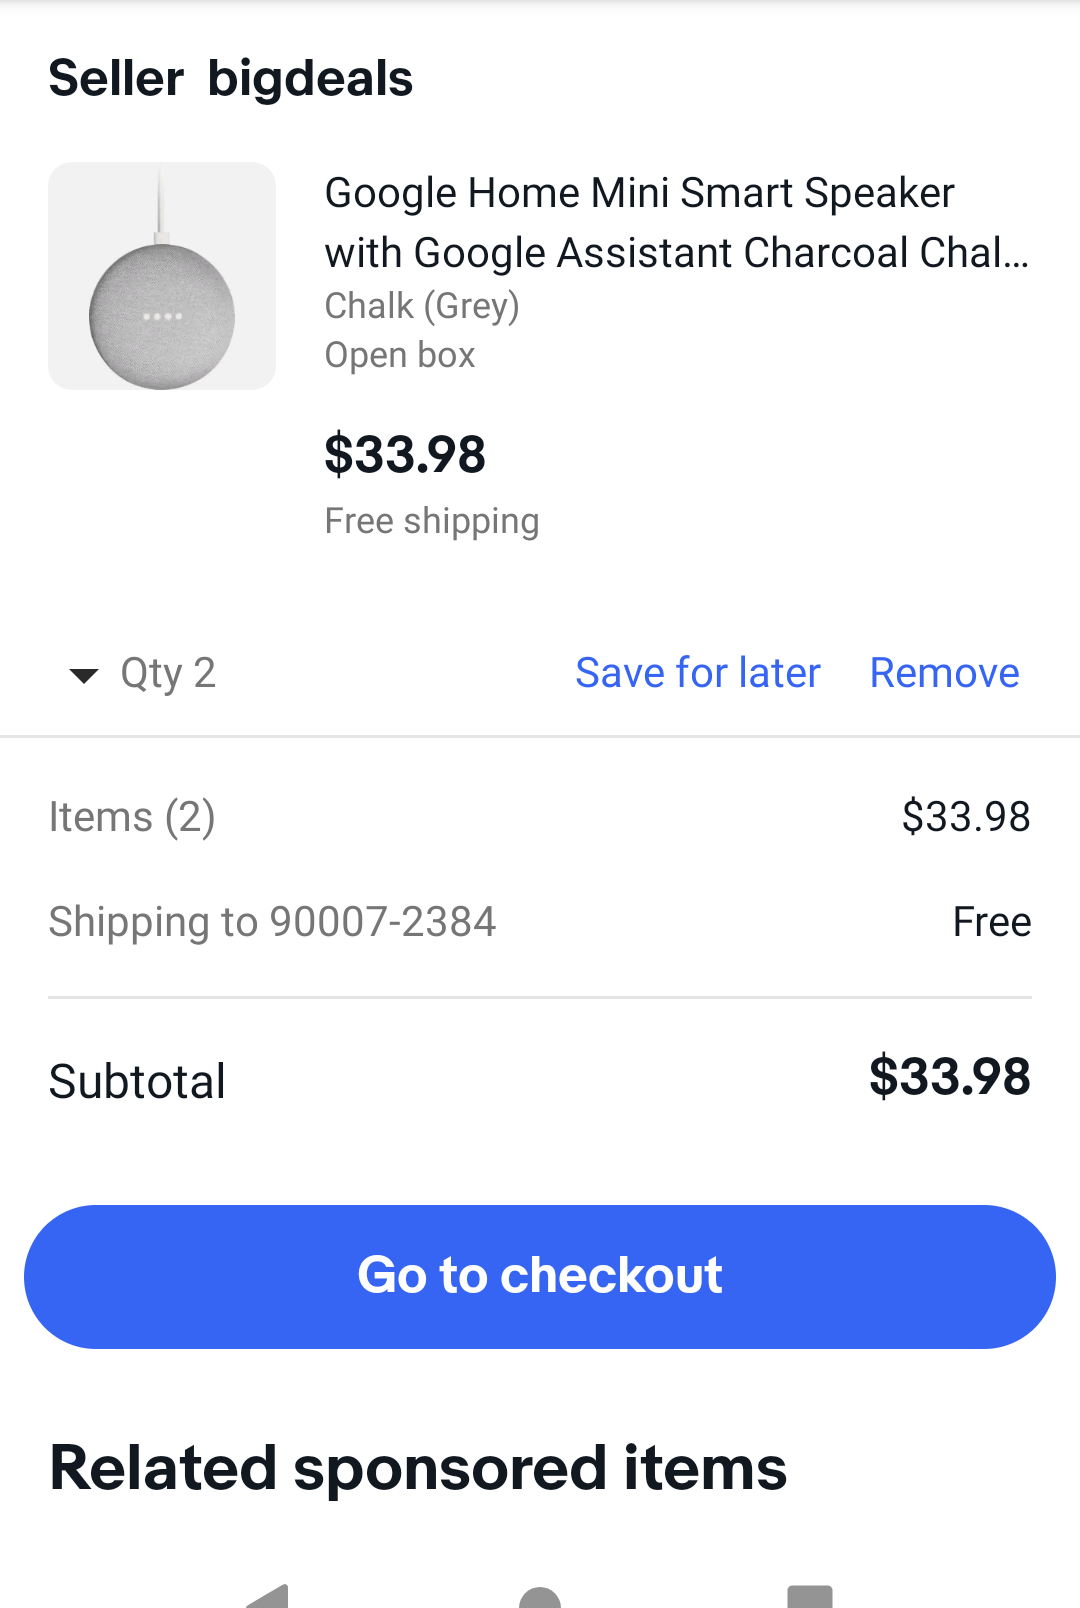 Seller bigdeals
Google Home Mini Smart Speaker
with Google Assistant Charcoal Chal...
Chalk (Grey)
Open box
$33.98
Free shipping
Qty 2 Save for later Remove
Items (2) $33.98
Shipping to 90007-2384 Free
Subtotal $33.98
Go to checkout
Related sponsored items